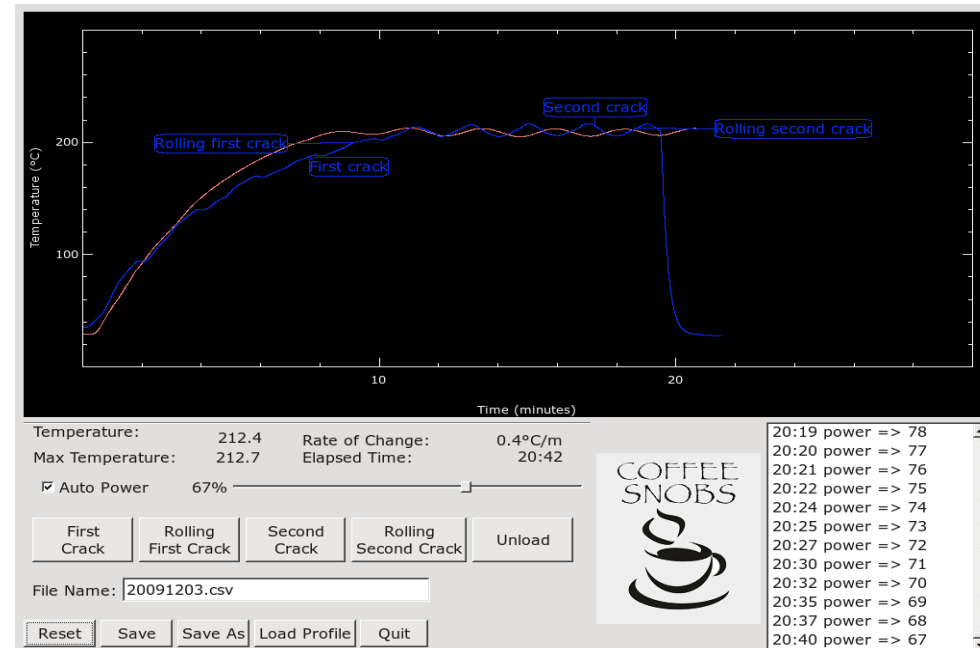 Second crack
Rolling second crack
Rolling first crack
First crack
200
100
Temperature (°C)
10
20
Time (minutes)
Temperature: 212.4 Rate of Change: 0.4°C/m
Max Temperature: 212.7 Elapsed Time: 20:42
Auto Power 67%
First Crack
Rolling First Crack
Second Crack
Rolling Second Crack
Unload
File Name: 20091203.csv
Reset Save Save As Load Profile Quit
COFFEE
SNOBS
20:19 power => 78
20:20 power => 77
20:21 power => 76
20:22 power => 75
20:24 power => 74
20:25 power => 73
20:27 power => 72
20:30 power => 71
20:32 power => 70
20:35 power => 69
20:37 power => 68
20:40 power => 67